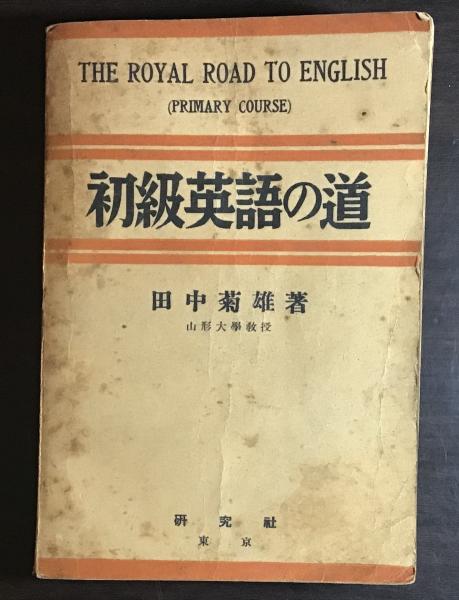 THE ROYAL ROAD TO ENGLISH
(PRIMARY COURSE)
初級英語の道
田中菊雄著
山形大學敎授
研究社
東京